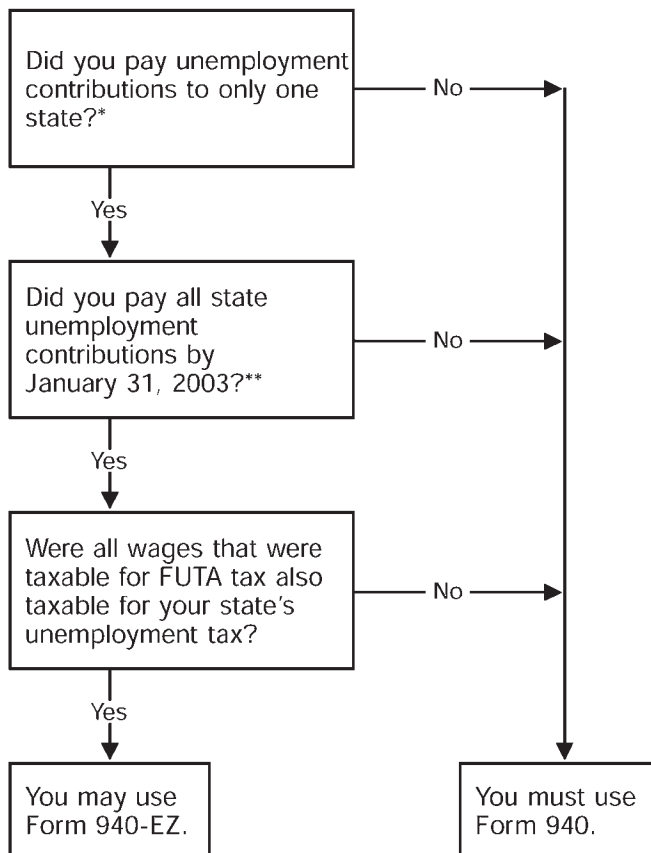 Did you pay unemployment
contributions to only one
state?*
No
Yes
Did you pay all state
unemployment
contributions by
January 31, 2003?**
No
Yes
Were all wages that were
taxable for FUTA tax also
taxable for your state's
unemployment tax?
No
Yes
You may use
Form 940-EZ.
You must use
Form 940.